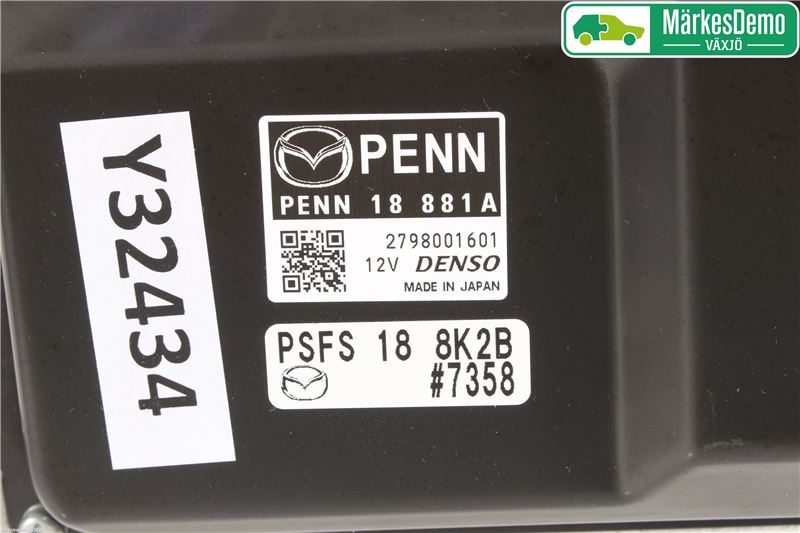 MärkesDemo
VÄXJÖ
Y32434
PENN
PENN 18 881A
2798001601
12V DENSO
MADE IN JAPAN
PSFS 18 8K2B
#7358